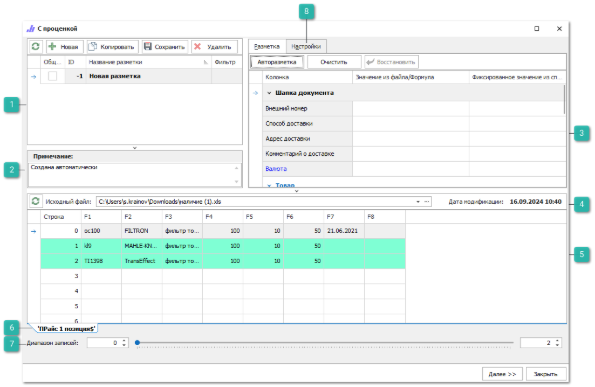 8
С проценкой
Новая Копировать Сохранить Удалить
Разметка Настройки
Авторазметка Очистить Восстановить
Общ... ID Название разметки Фильтр
-1 Новая разметка
Колонка Значение из файла/Формула Фиксированное значение из сп...
Шапка документа
Внешний номер
Способ доставки
Адрес доставки
Комментарий о доставке
Валюта
Товар
1
3
Примечание:
Создана автоматически
2
Исходный файл: C:\Users\s.krainov\Downloads\наличие (1).xls Дата модификации: 16.09.2024 10:40
4
Строка F1 F2 F3 F4 F5 F6 F7 F8
0 oc100 FILTRON фильтр то... 100 10 50 21.06.2021
1 kl9 MAHLE-KN... фильтр то... 100 10 50
2 T11398 TransEffect фильтр то... 100 10 50
3
4
5
6
5
6
'ПРайс 1 позиция$'
7
Диапазон записей: 0 2
Далее >> Закрыть